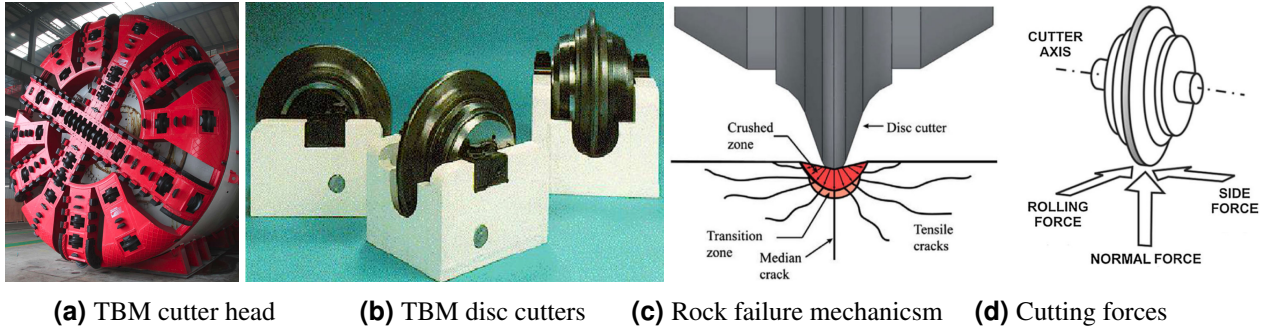 Crushed
zone
Disc cutter
Transition
zone
Median
crack
Tensile
cracks
CUTTER
AXIS
ROLLING
FORCE
SIDE
FORCE
NORMAL FORCE
(a) TBM cutter head
(b) TBM disc cutters
(c) Rock failure mechanicsm
(d) Cutting forces